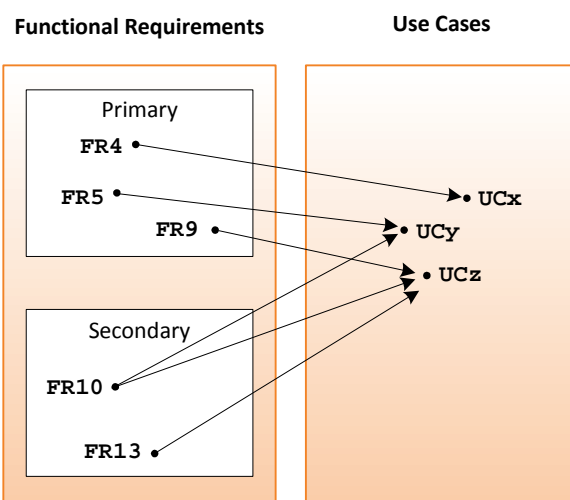 Functional Requirements
Use Cases
Primary
FR4
FR5
FR9
UCx
UCy
UCz
Secondary
FR10
FR13